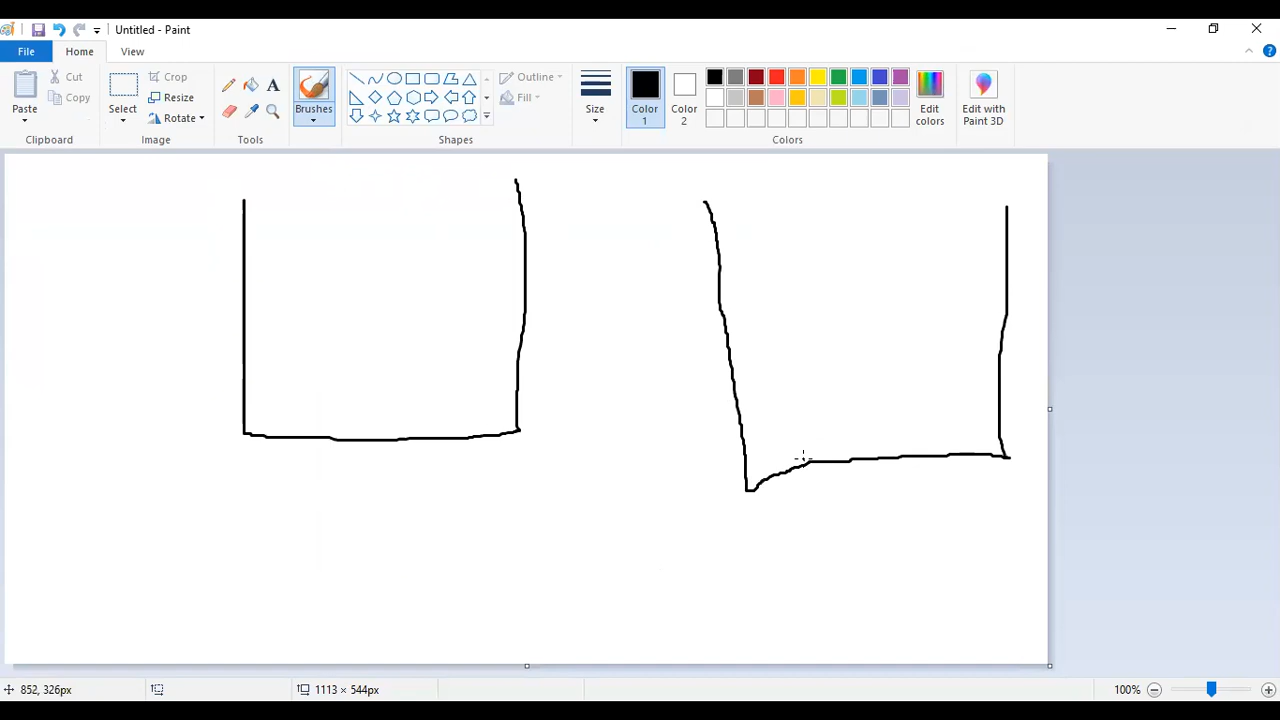 Untitled - Paint
File Home View
Paste Cut Copy Clipboard
Select Crop Resize Rotate Image
A Tools
Brushes
Outline Fill Shapes
Size
Color 1 Color 2 Edit colors Colors
Edit with Paint 3D
852, 326px 1113 × 544px 100%